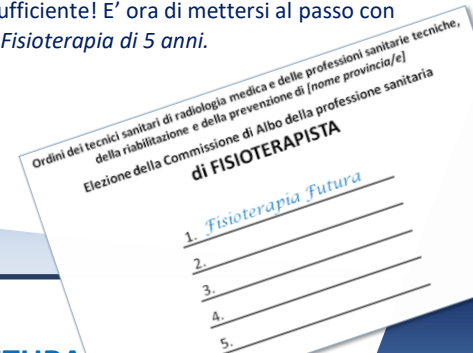 ufficiente! E' ora di mettersi al passo con
Fisioterapia di 5 anni.
Ordini dei tecnici sanitari di radiologia medica e delle professioni sanitarie tecniche,
della riabilitazione e della prevenzione di [nome provincia/e]
Elezione della Commissione di Albo della professione sanitaria
di FISIOTERAPISTA
1. Fisioterapia Futura
2.
3.
4.
5.